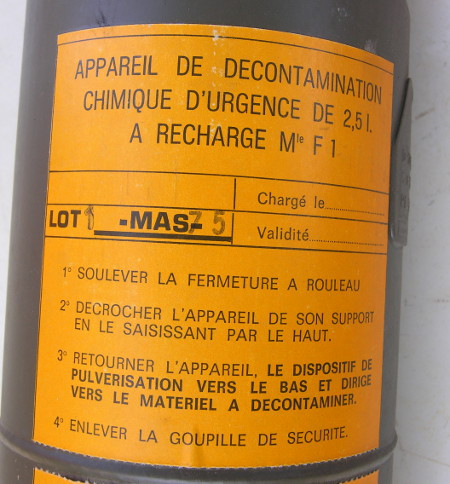 APPAREIL DE DECONTAMINATION
CHIMIQUE D'URGENCE DE 2,5 l.
A RECHARGE Mle F 1
Chargé le
LOT 1 -MAS- 75
Validité
1° SOULEVER LA FERMETURE A ROULEAU
2° DECROCHER L'APPAREIL DE SON SUPPORT
EN LE SAISISSANT PAR LE HAUT.
3° RETOURNER L'APPAREIL, LE DISPOSITIF DE
PULVERISATION VERS LE BAS ET DIRIGE
VERS LE MATERIEL A DECONTAMINER.
4° ENLEVER LA GOUPILLE DE SECURITE.